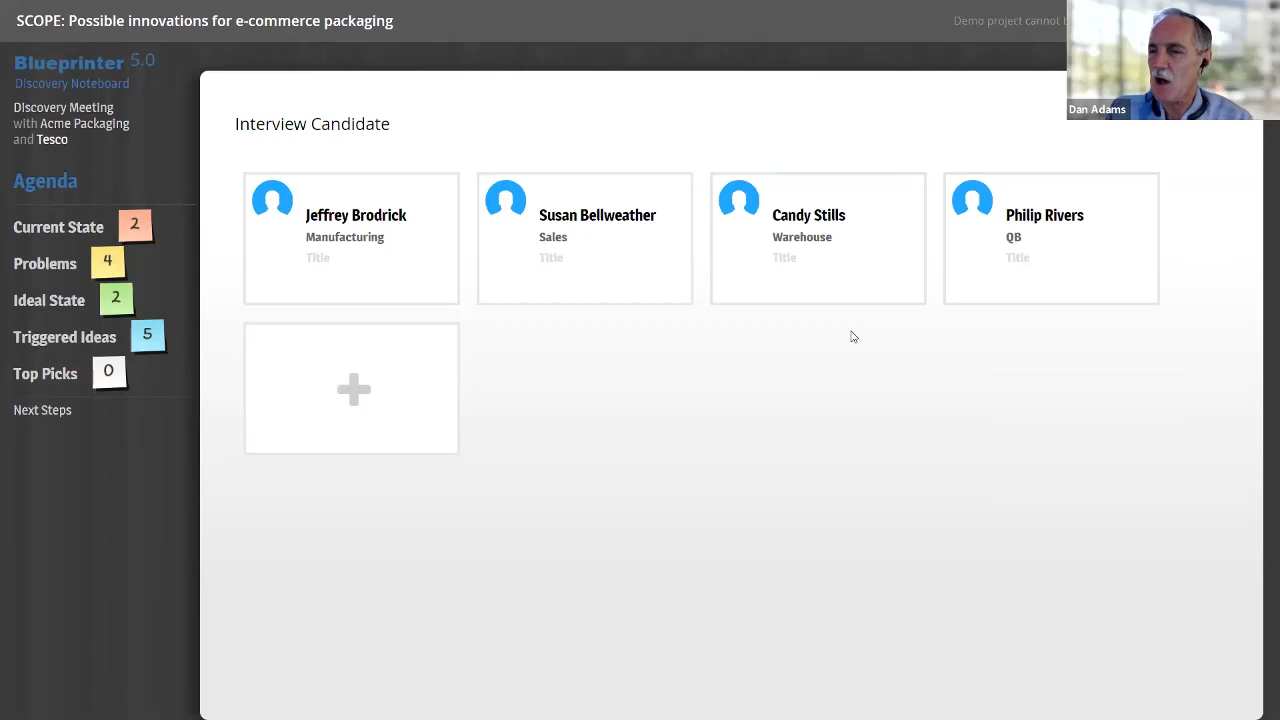 SCOPE: Possible innovations for e-commerce packaging
Demo project cannot
Dan Adams
Blueprinter 5.0
Discovery Noteboard
Discovery Meeting
with Acme Packaging
and Tesco
Agenda
Current State 2
Problems 4
Ideal State 2
Triggered Ideas 5
Top Picks 0
Next Steps
Interview Candidate
Jeffrey Brodrick
Manufacturing
Title
Susan Bellweather
Sales
Title
Candy Stills
Warehouse
Title
Philip Rivers
QB
Title